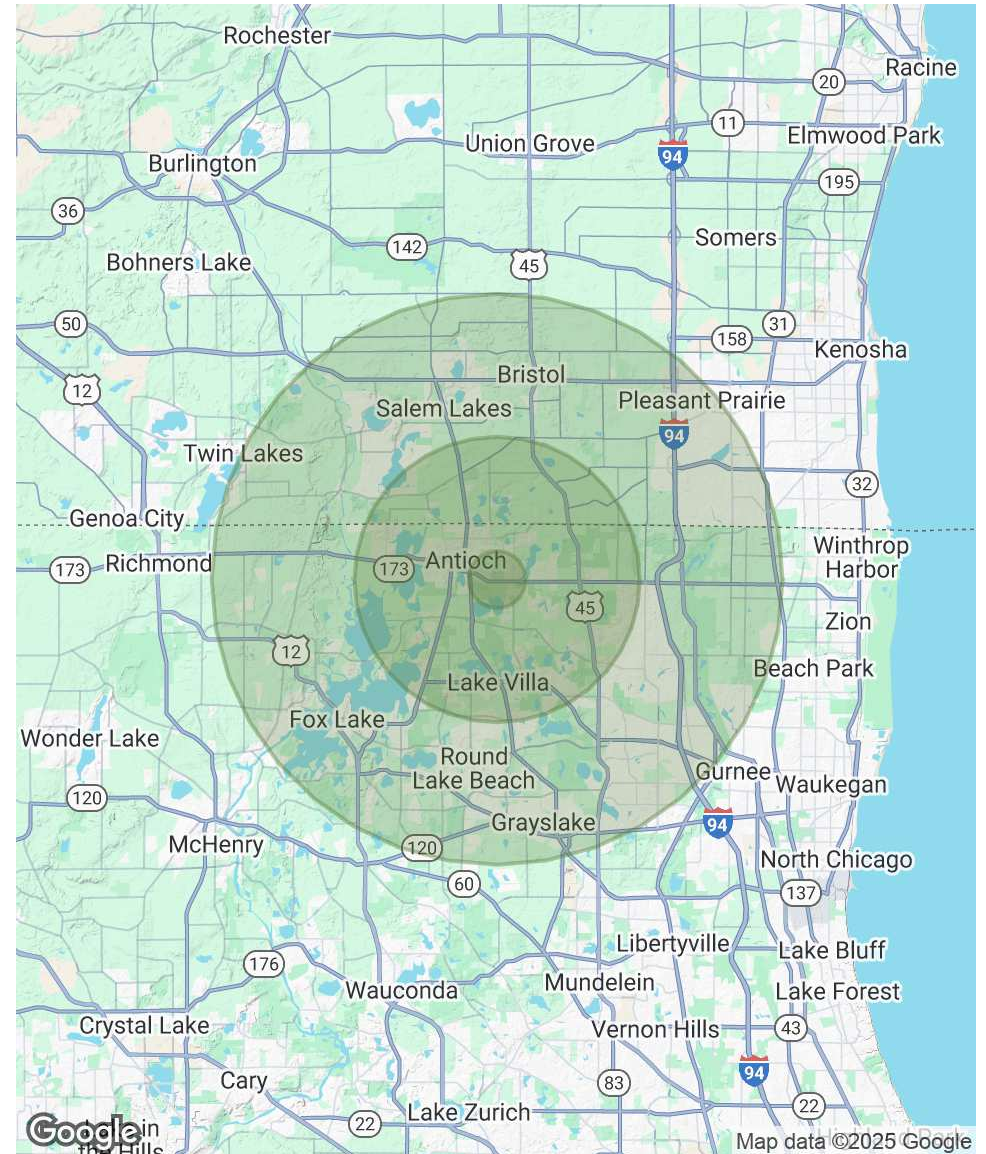 Rochester
Racine
20
11
Union Grove
Elmwood Park
94
Burlington
195
36
Somers
142
45
Bohners Lake
50
31
158
Kenosha
12
Bristol
Pleasant Prairie
Salem Lakes
94
Twin Lakes
32
Genoa City
Winthrop
Harbor
Antioch
173
Richmond
173
45
Zion
12
Beach Park
Lake Villa
Fox Lake
Wonder Lake
Round
Lake Beach
Gurnee
Waukegan
120
94
Grayslake
McHenry
120
North Chicago
60
137
Libertyville
Lake Bluff
176
Mundelein
Wauconda
Lake Forest
Crystal Lake
Vernon Hills
43
94
Cary
83
22
Lake Zurich
22
Google
in
the Hills
Map data ©2025 Google